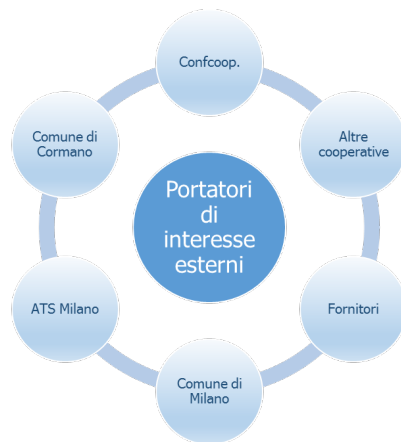 Confcoop.
Comune di
Cormano
Altre
cooperative
Portatori
di
interesse
esterni
ATS Milano
Fornitori
Comune di
Milano